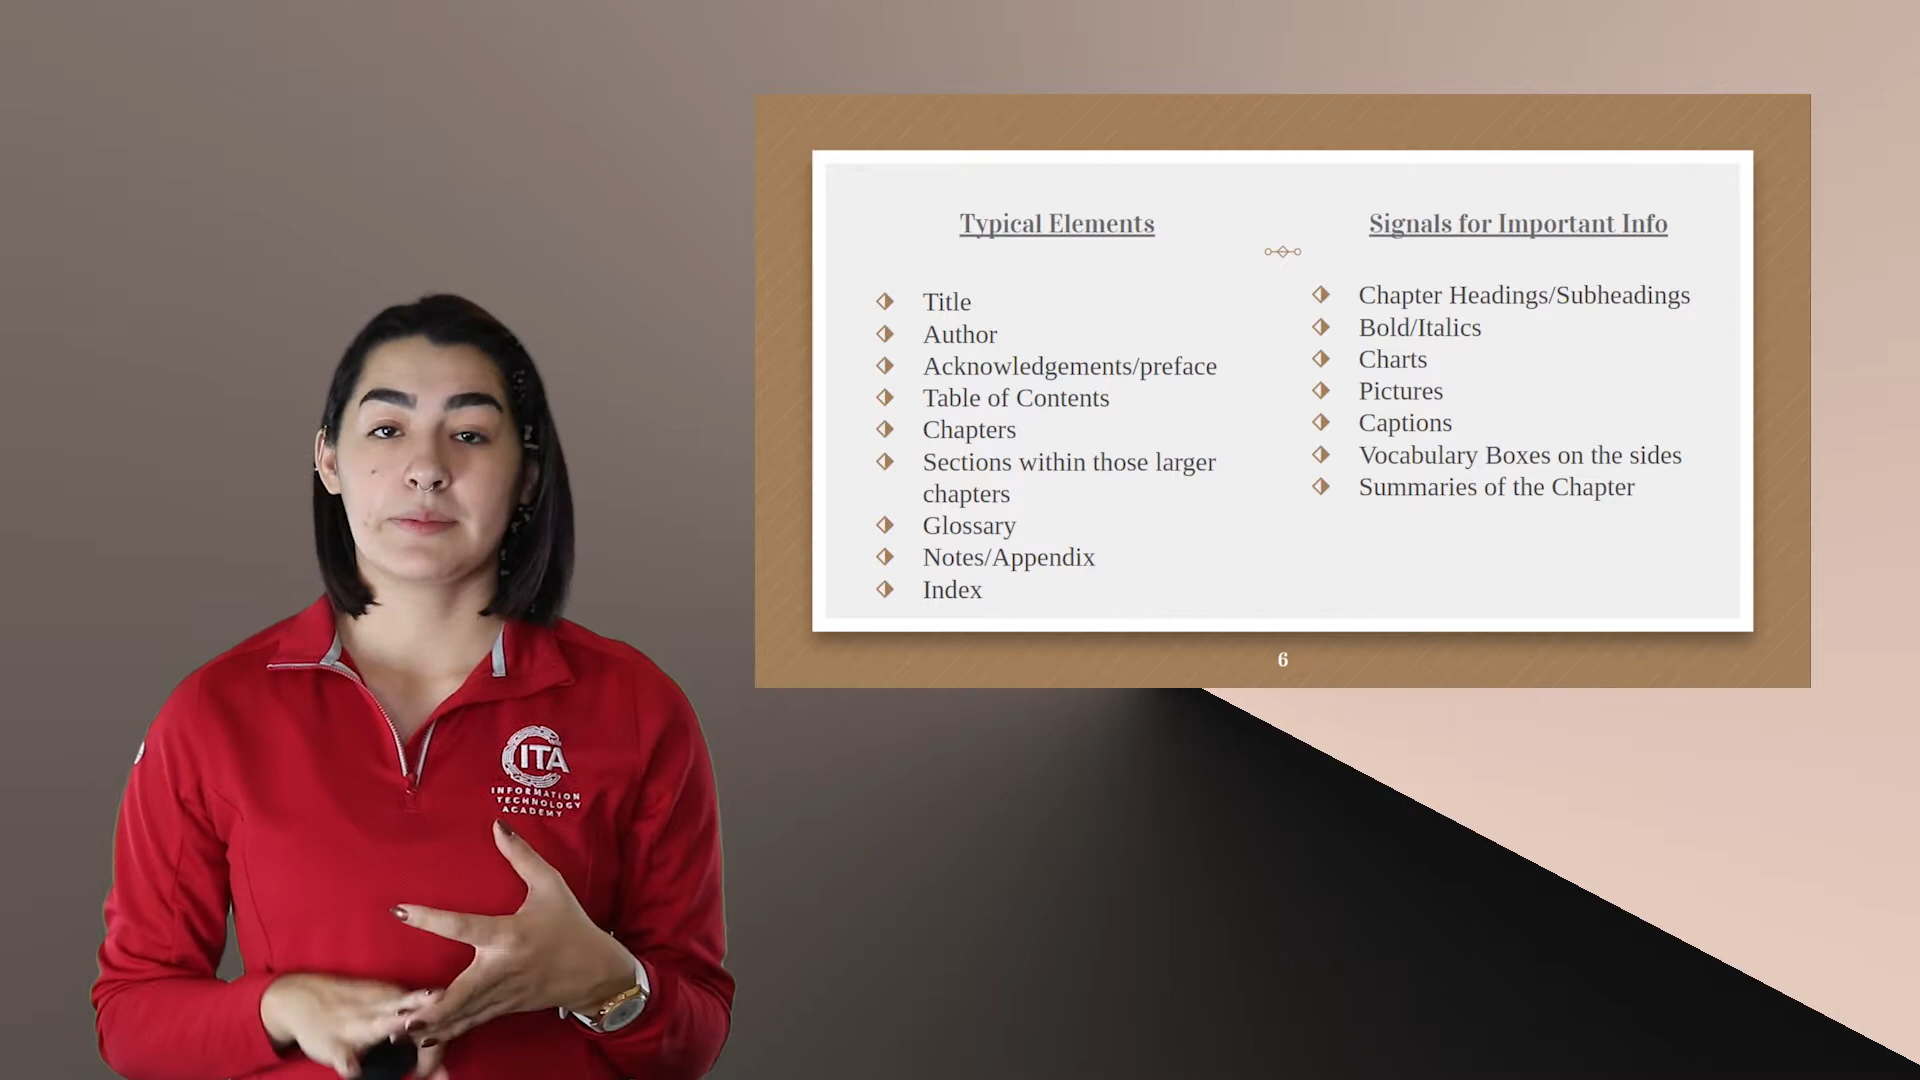 Typical Elements
Title
Author
Acknowledgements/preface
Table of Contents
Chapters
Sections within those larger
chapters
Glossary
Notes/Appendix
Index
Signals for Important Info
Chapter Headings/Subheadings
Bold/Italics
Charts
Pictures
Captions
Vocabulary Boxes on the sides
Summaries of the Chapter
6
ITA
INFORMATION
TECHNOLOGY
ACADEMY